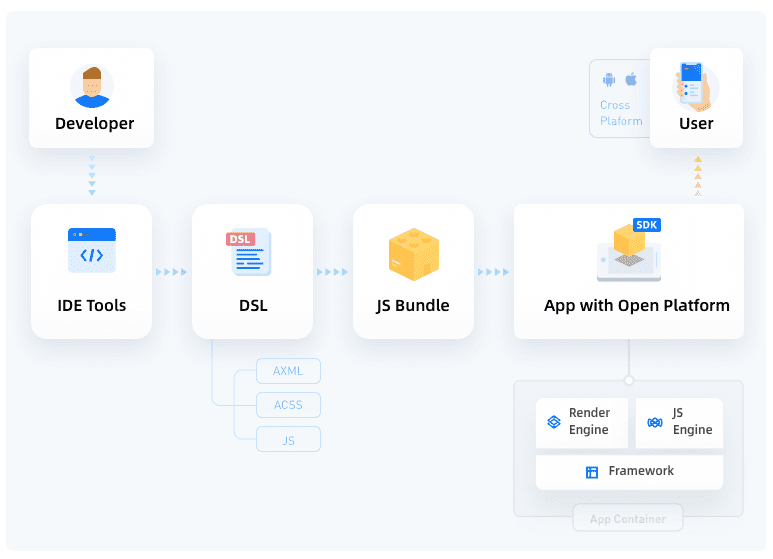 Developer
Cross
Plaform
User
IDE Tools
DSL
DSL
JS Bundle
SDK
App with Open Platform
AXML
ACSS
JS
Render
Engine
JS
Engine
Framework
App Container